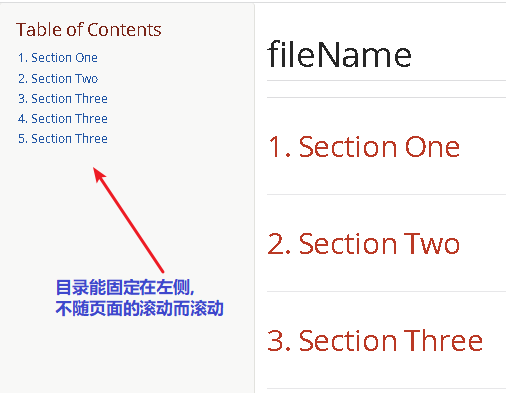 Table of Contents
1. Section One
2. Section Two
3. Section Three
4. Section Three
5. Section Three
目录能固定在左侧,
不随页面的滚动而滚动
fileName
1. Section One
2. Section Two
3. Section Three